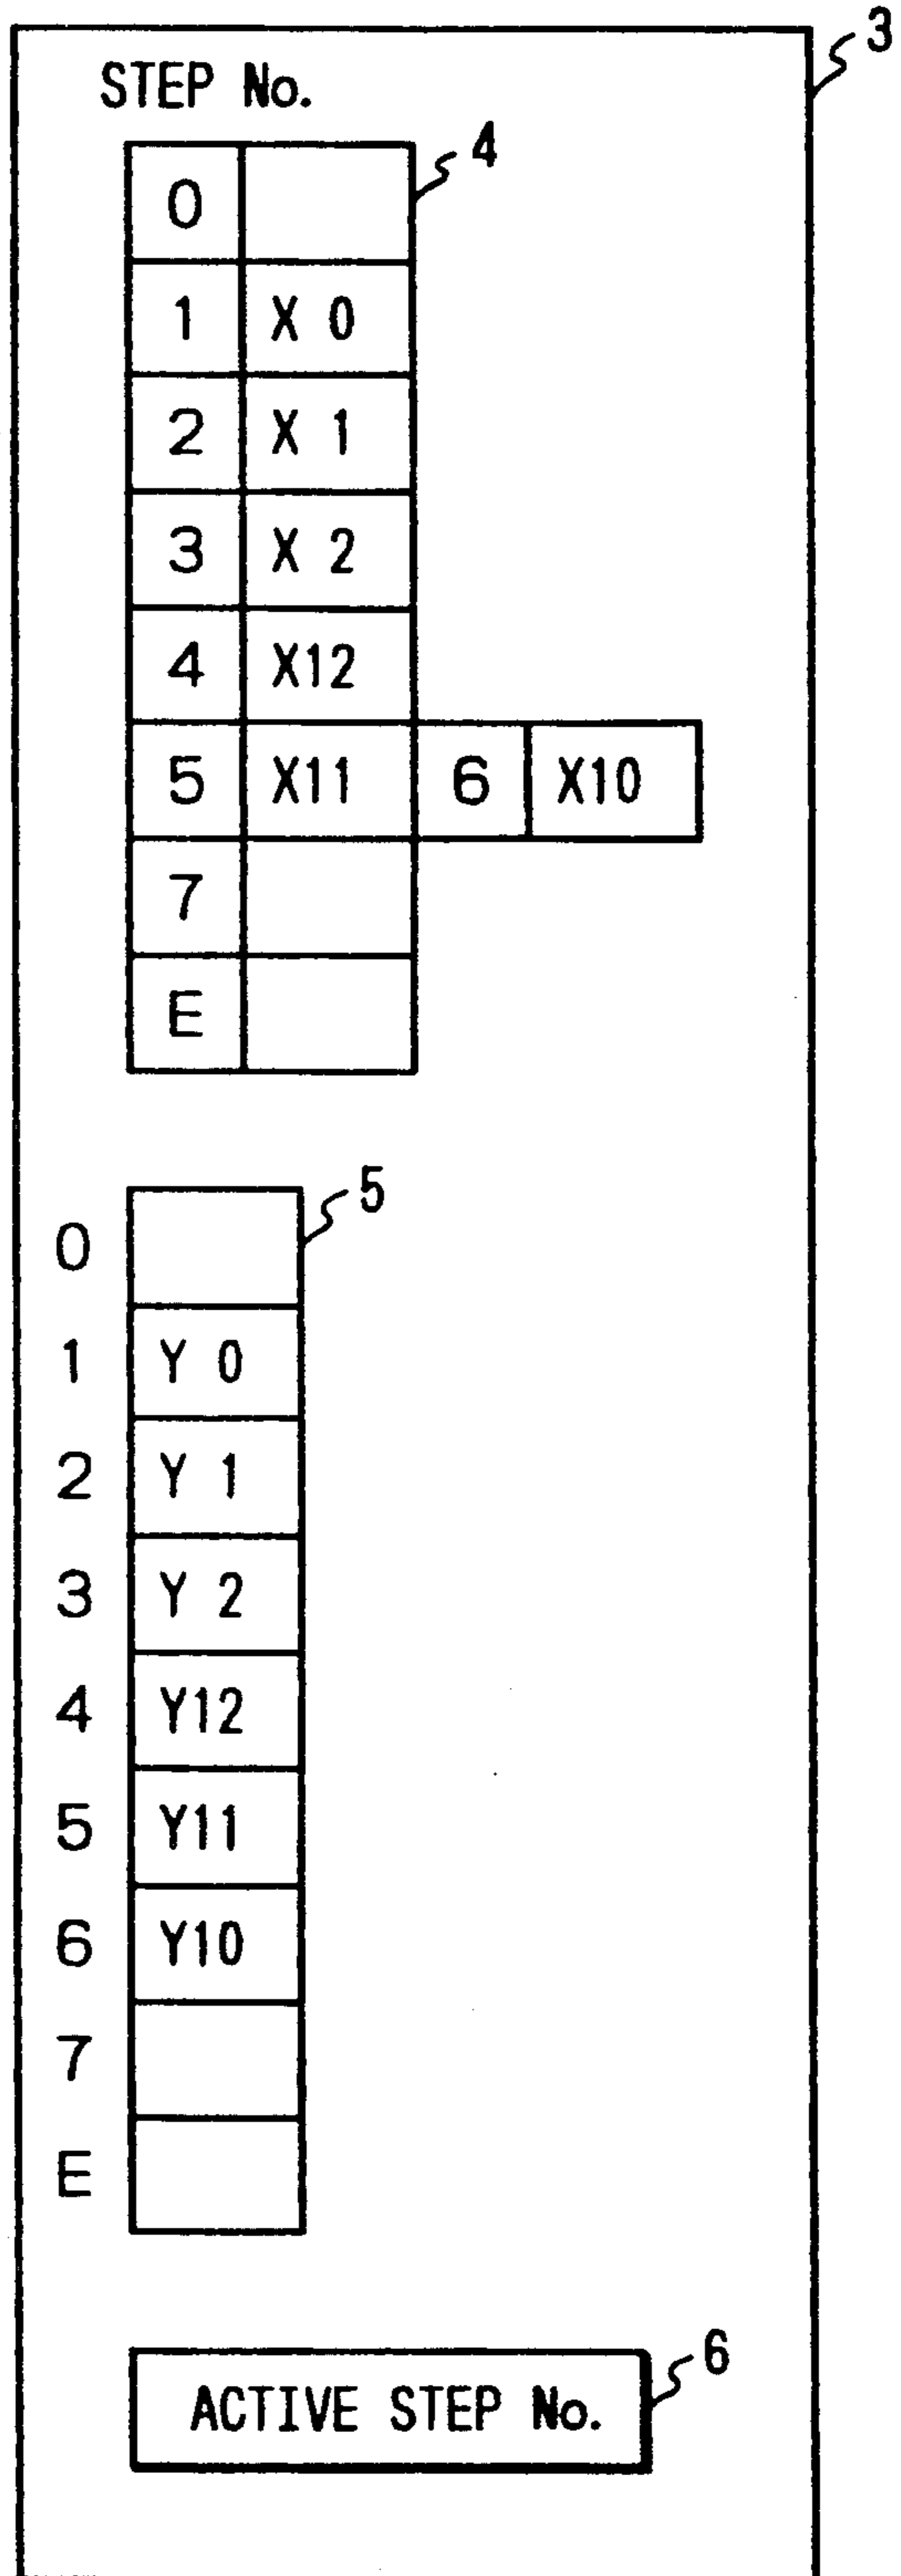 3
STEP No.
4
0
1 X 0
2 X 1
3 X 2
4 X12
5 X11 6 X10
7
E
5
0
1 Y 0
2 Y 1
3 Y 2
4 Y12
5 Y11
6 Y10
7
E
6
ACTIVE STEP No.